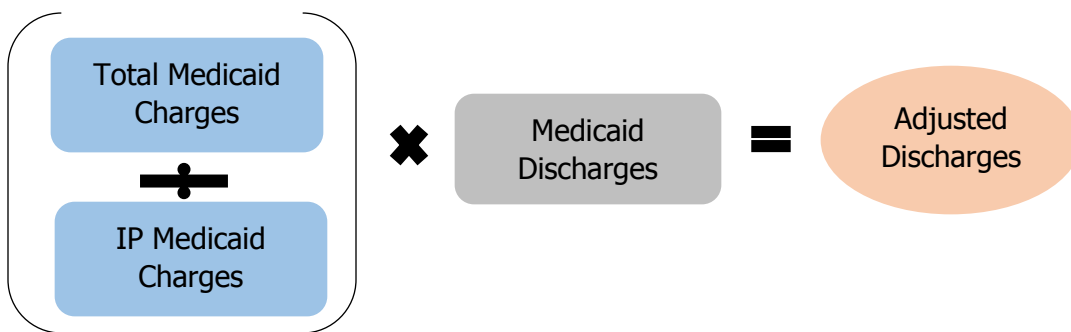 Total Medicaid
Charges
IP Medicaid
Charges
Medicaid
Discharges
Adjusted
Discharges